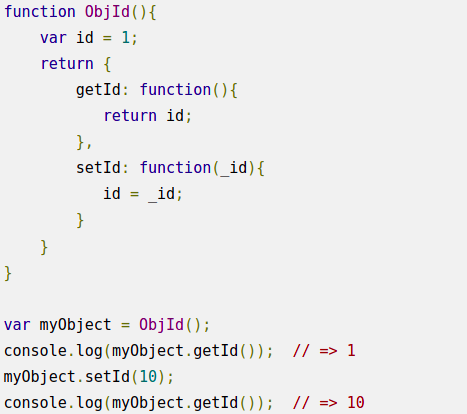 function ObjId(){
    var id = 1;
    return {
        getId: function(){
           return id;
        },
        setId: function(_id){
           id = _id;
        }
    }
}

var myObject = ObjId();
console.log(myObject.getId());  // => 1
myObject.setId(10);
console.log(myObject.getId());  // => 10